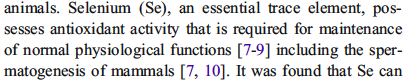 animals. Selenium (Se), an essential trace element, pos-
sesses antioxidant activity that is required for maintenance
of normal physiological functions [7-9] including the sper-
matogenesis of mammals [7, 10]. It was found that Se can